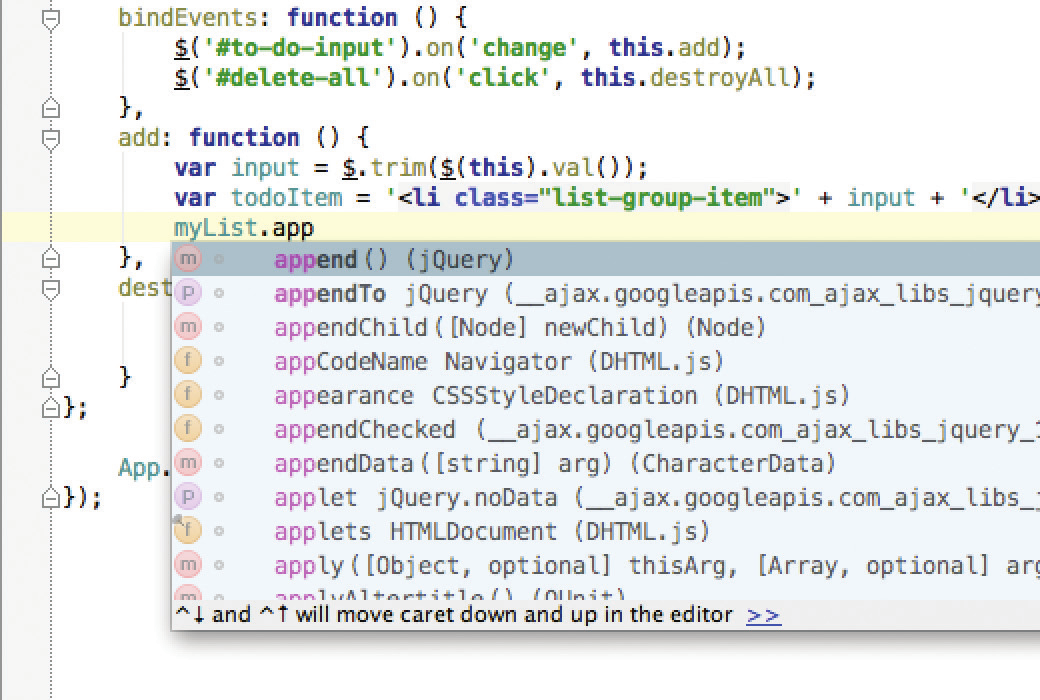 bindEvents: function () {
$('#to-do-input').on('change', this.add);
$('#delete-all').on('click', this.destroyAll);
},
add: function () {
var input = $.trim($(this).val());
var todoItem = '<li class="list-group-item">' + input + '</li>
myList.app
},
dest
}
};
App.
});
m append() (jQuery)
P appendTo jQuery (__ajax.googleapis.com_ajax_libs_jquery
m appendChild([Node] newChild) (Node)
f appCodeName Navigator (DHTML.js)
f appearance CSSStyleDeclaration (DHTML.js)
f appendChecked (__ajax.googleapis.com_ajax_libs_jquery_1
m appendData([string] arg) (CharacterData)
P applet jQuery.noData (__ajax.googleapis.com_ajax_libs_j
f applets HTMLDocument (DHTML.js)
m apply([Object, optional] thisArg, [Array, optional] arg
m applyAltertitle() (QUnit)
^↓ and ^↑ will move caret down and up in the editor >>